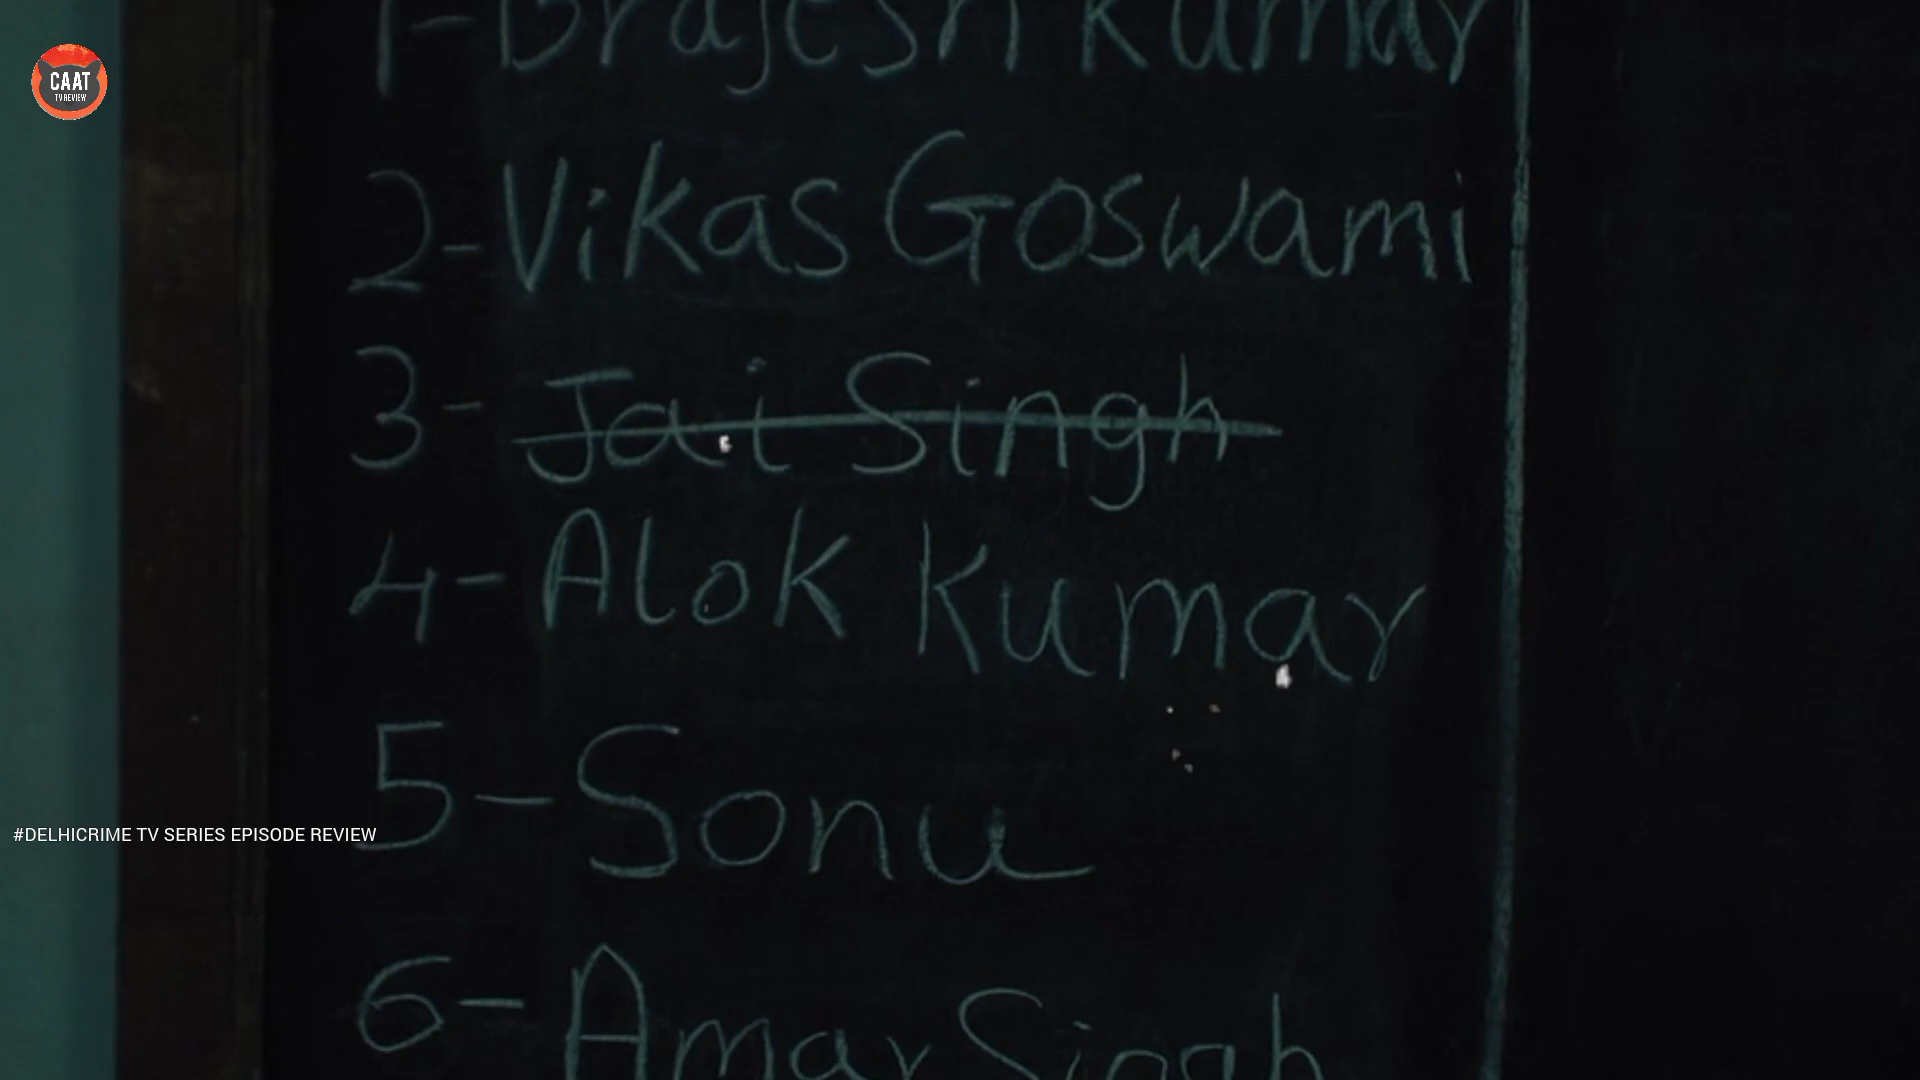 1-Brajesh Kumar
CAAT
TV REVIEW
2-Vikas Goswami
3-Jai Singh
4-Alok Kumar
5-Sonu
#DELHICRIME TV SERIES EPISODE REVIEW
6-Amar Singh